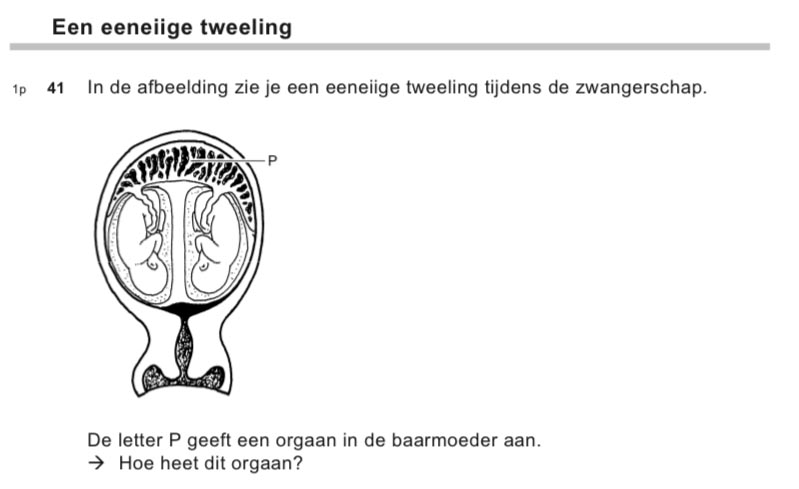 Een eeneiige tweeling
1p 41 In de afbeelding zie je een eeneiige tweeling tijdens de zwangerschap.
P
De letter P geeft een orgaan in de baarmoeder aan.
→ Hoe heet dit orgaan?